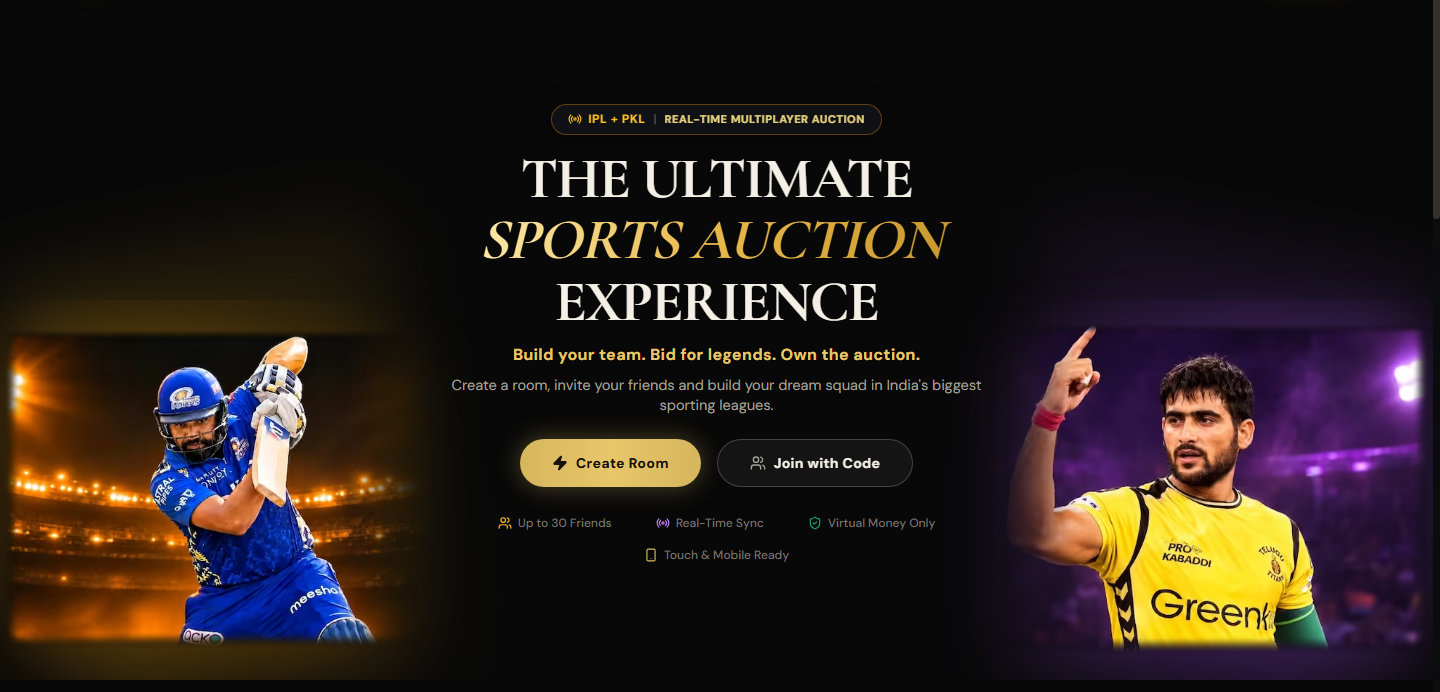 IPL + PKL | REAL-TIME MULTIPLAYER AUCTION
THE ULTIMATE
SPORTS AUCTION
EXPERIENCE
Build your team. Bid for legends. Own the auction.
Create a room, invite your friends and build your dream squad in India's biggest
sporting leagues.
Create Room
Join with Code
Up to 30 Friends
Real-Time Sync
Virtual Money Only
Touch & Mobile Ready
meesho
PRO
KABADDI
TELUGU
TITANS